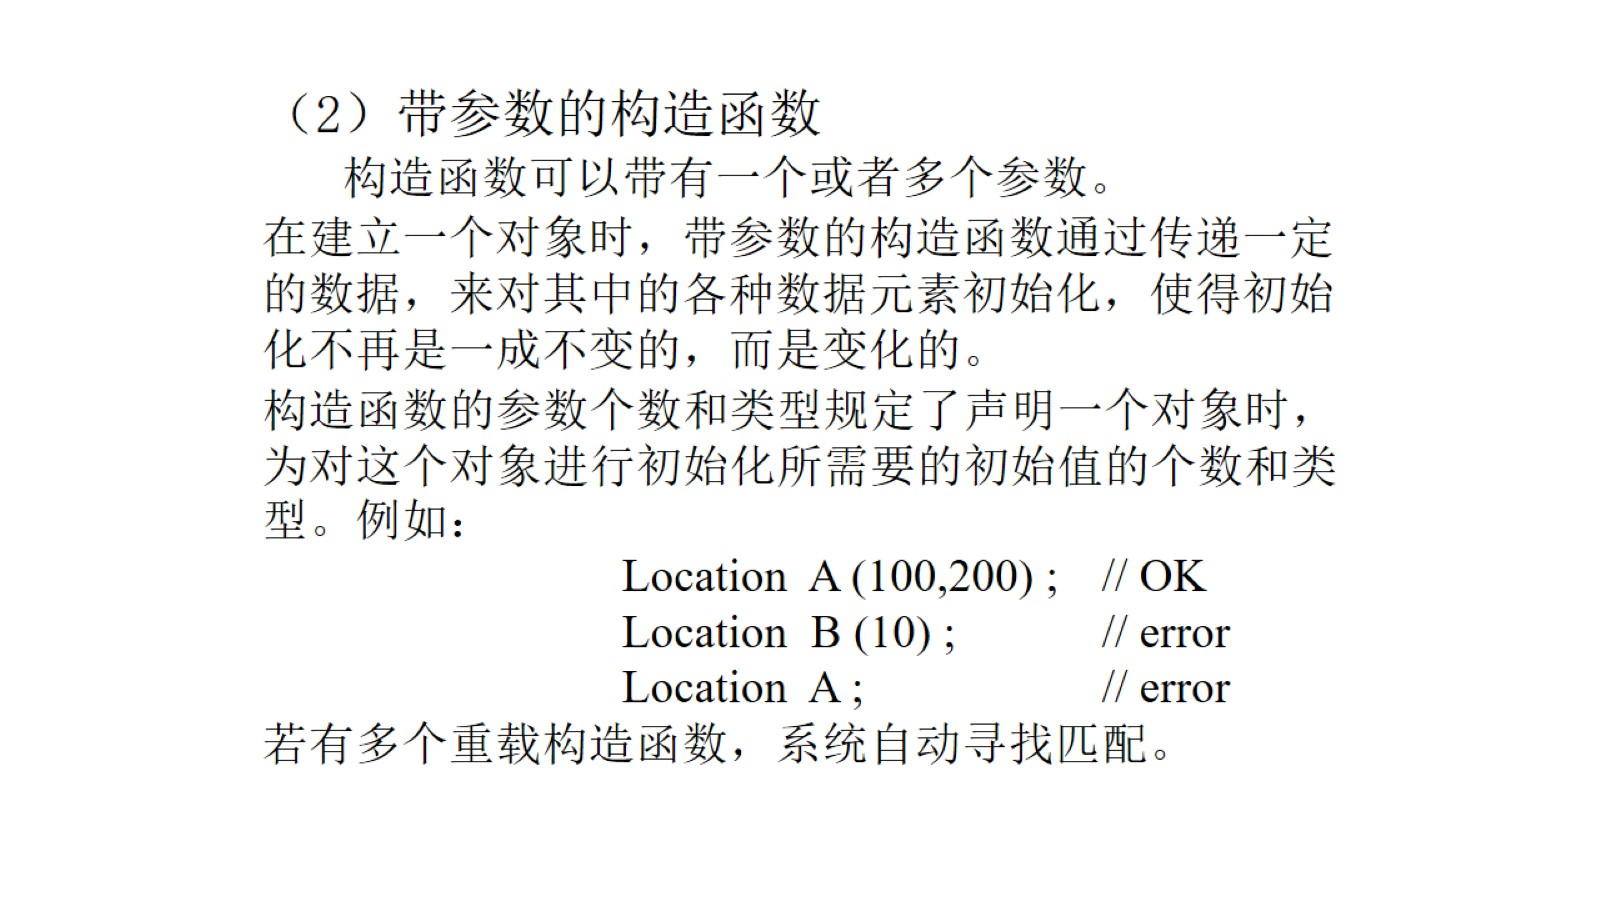 （2）带参数的构造函数
构造函数可以带有一个或者多个参数。
在建立一个对象时，带参数的构造函数通过传递一定
的数据，来对其中的各种数据元素初始化，使得初始
化不再是一成不变的，而是变化的。
构造函数的参数个数和类型规定了声明一个对象时，
为对这个对象进行初始化所需要的初始值的个数和类
型。例如：
Location A (100,200) ; // OK
Location B (10) ; // error
Location A ; // error
若有多个重载构造函数，系统自动寻找匹配。